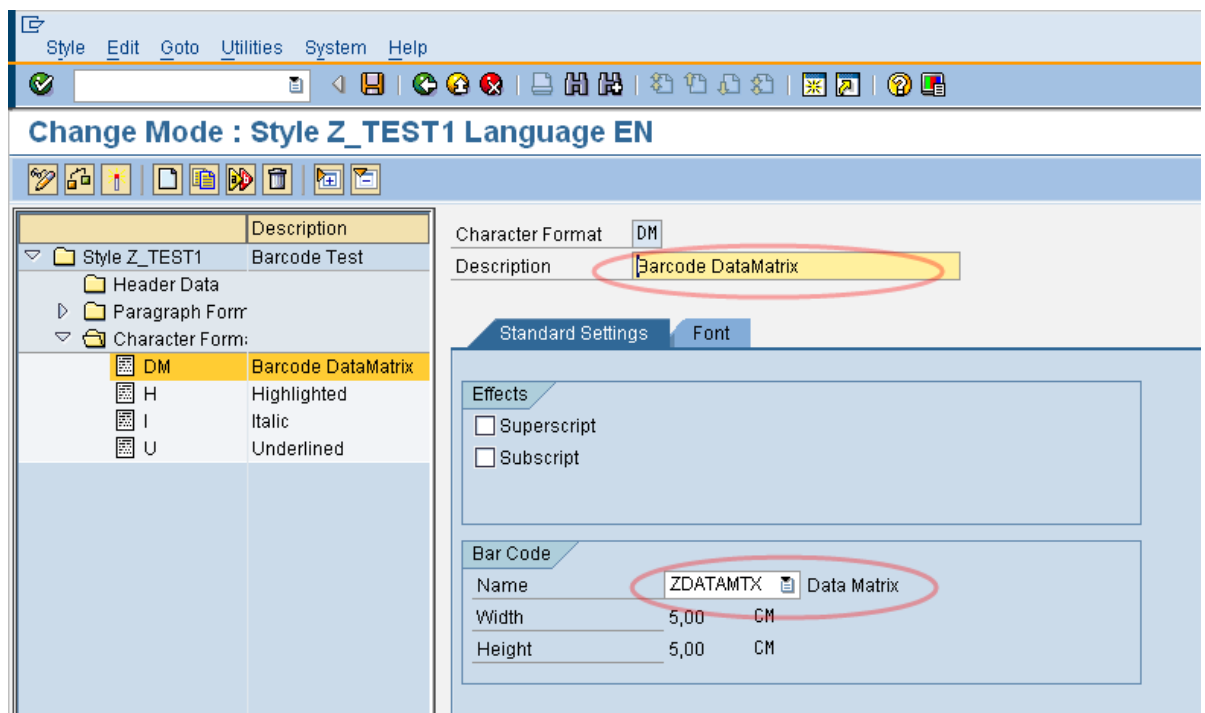 Style Edit Goto Utilities System Help
Change Mode : Style Z_TEST1 Language EN
Description
Style Z_TEST1 Barcode Test
Header Data
Paragraph Form
Character Form
DM Barcode DataMatrix
H Highlighted
I Italic
U Underlined
Character Format DM
Description Barcode DataMatrix
Standard Settings Font
Effects
Superscript
Subscript
Bar Code
Name ZDATAMTX Data Matrix
Width 5,00 CM
Height 5,00 CM